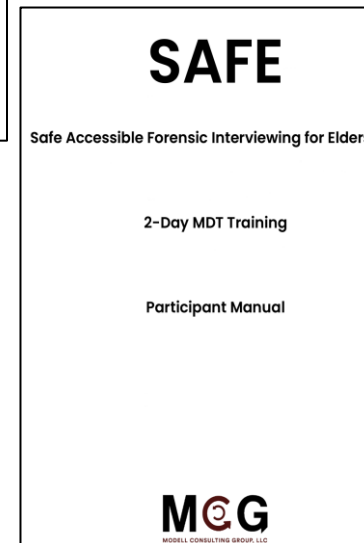 SAFE
Safe Accessible Forensic Interviewing for Elders
2-Day MDT Training
Participant Manual
MCG
MODELL CONSULTING GROUP, LLC